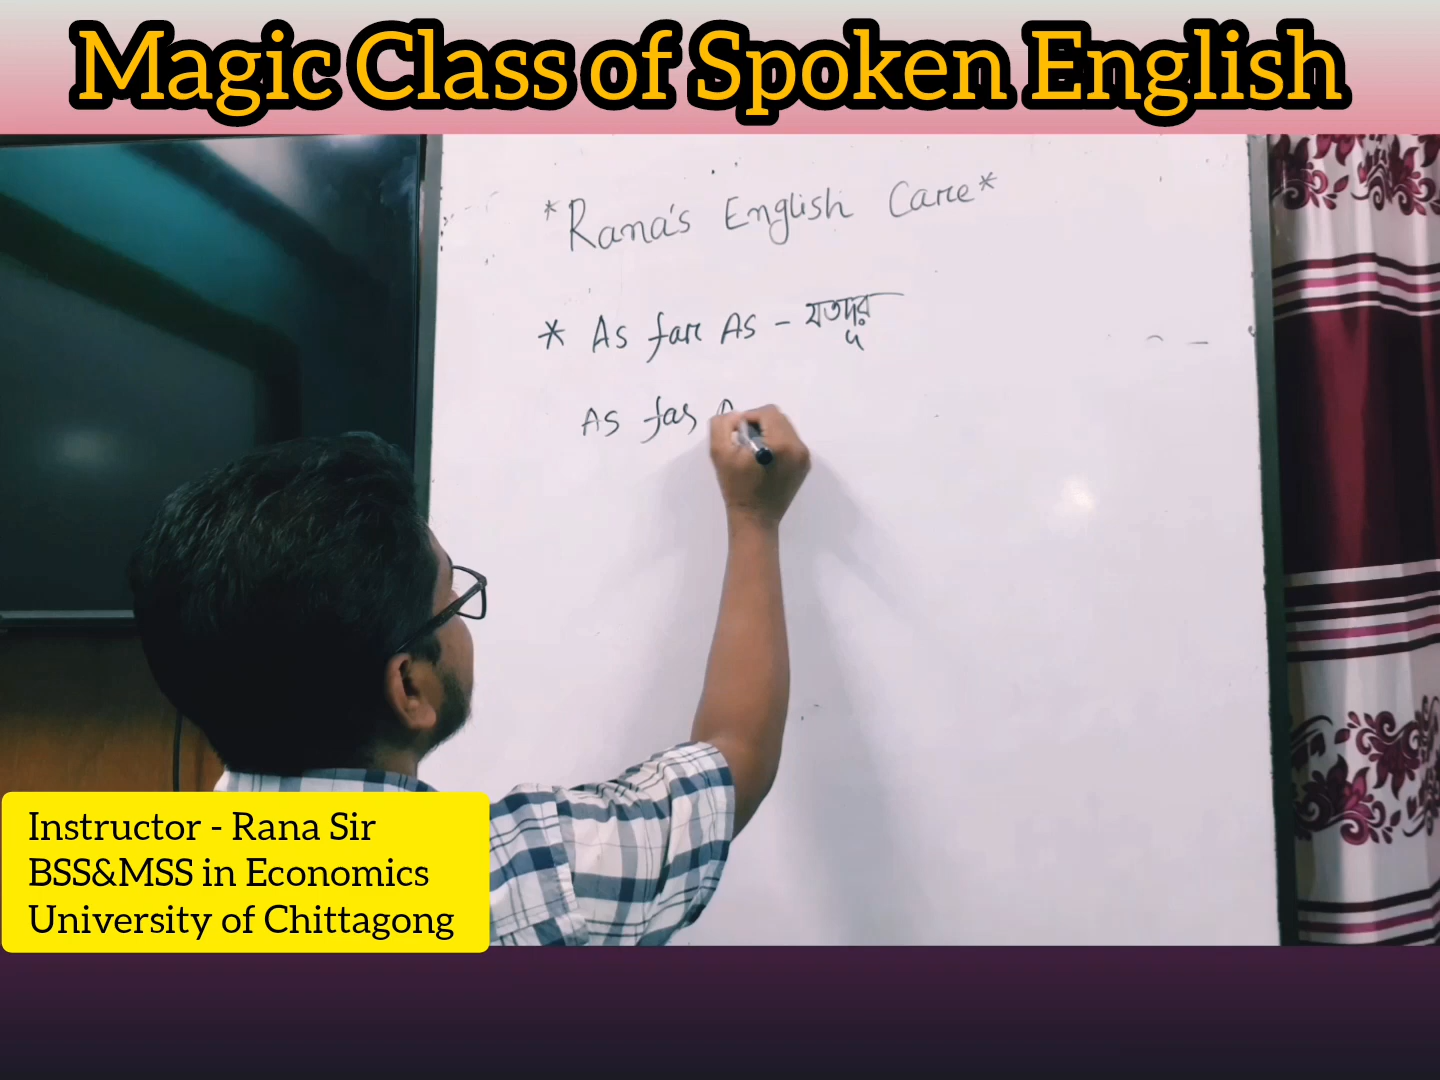 Magic Class of Spoken English
*Rana's English Care*
* As far As - যতদূর
As far A
Instructor - Rana Sir
BSS&MSS in Economics
University of Chittagong